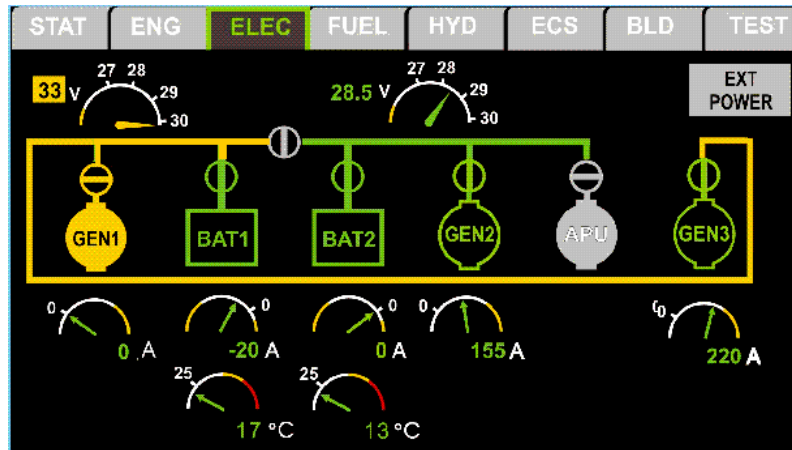 STAT ENG ELEC FUEL HYD ECS BLD TEST
33 V 27 28 29 30
28.5 V 27 28 29 30
EXT
POWER
GEN1 BAT1 BAT2 GEN2 APU GEN3
0 0 0 0 0
0 .A -20 A 0 A 155 A 220 A
25 25
17 °C 13 °C